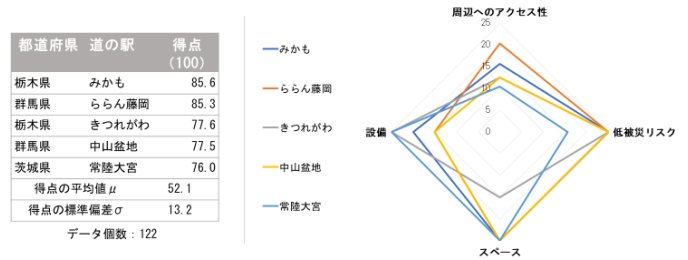 都道府県 道の駅 得点
(100)
栃木県 みかも 85.6
群馬県 ららん藤岡 85.3
栃木県 きつれがわ 77.6
群馬県 中山盆地 77.5
茨城県 常陸大宮 76.0
得点の平均値μ 52.1
得点の標準偏差σ 13.2
データ個数：122
みかも
ららん藤岡
きつれがわ
中山盆地
常陸大宮
周辺へのアクセス性
25
20
15
10
5
0
設備
低被災リスク
スペース